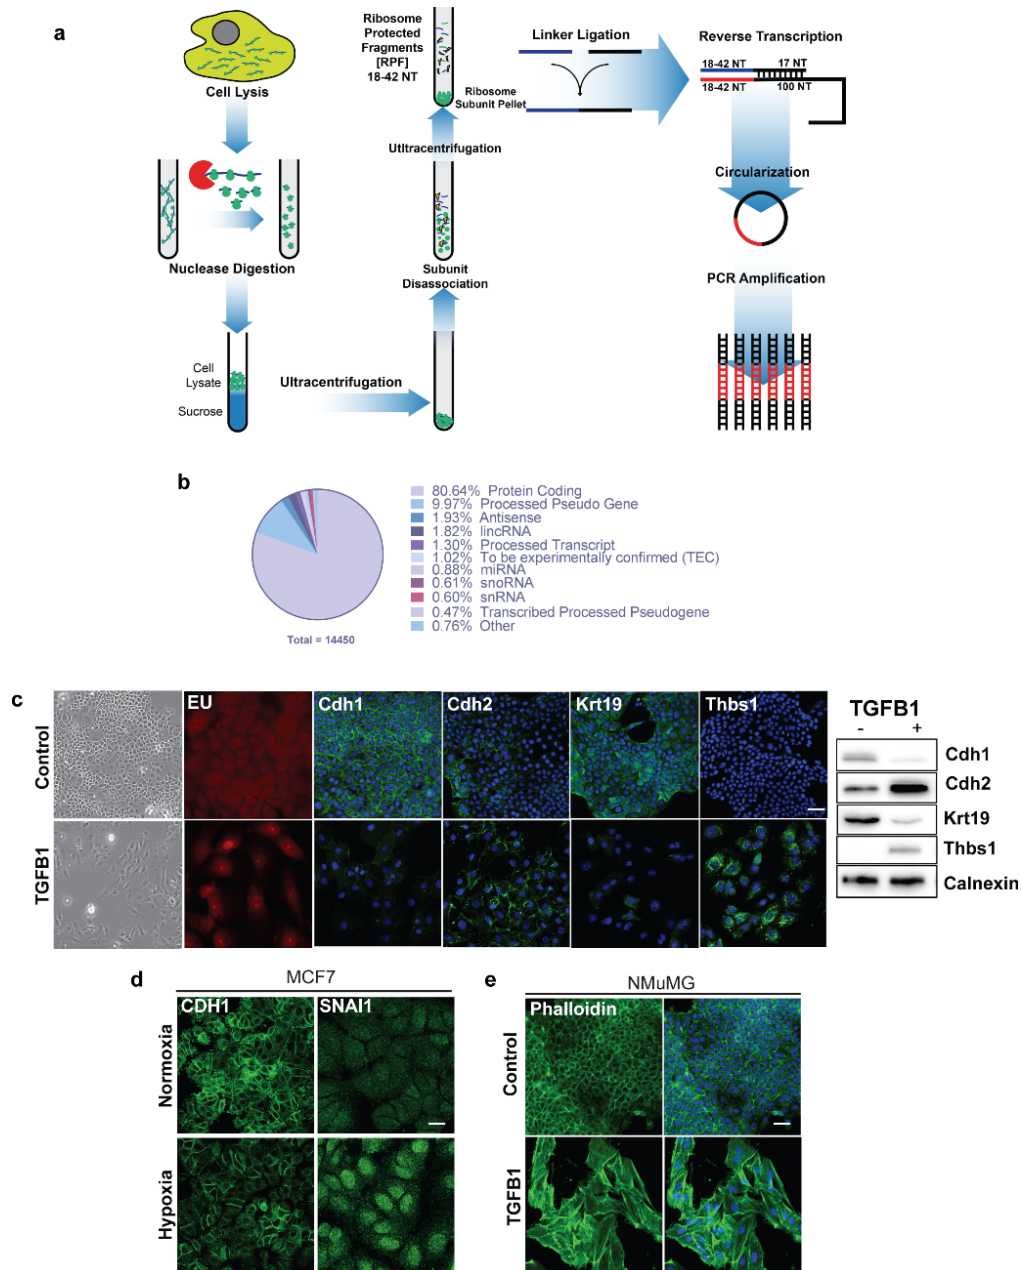 a
Cell Lysis
Nuclease Digestion
Cell
Lysate
Sucrose
Ultracentrifugation
Subunit
Disassociation
Utltracentrifugation
Ribosome
Protected
Fragments
[RPF]
18-42 NT
Ribosome
Subunit Pellet
Linker Ligation
Reverse Transcription
18-42 NT
17 NT
18-42 NT
100 NT
Circularization
PCR Amplification
b
Total = 14450
80.64% Protein Coding
9.97% Processed Pseudo Gene
1.93% Antisense
1.82% lincRNA
1.30% Processed Transcript
1.02% To be experimentally confirmed (TEC)
0.88% miRNA
0.61% snoRNA
0.60% snRNA
0.47% Transcribed Processed Pseudogene
0.76% Other
c
EU
Cdh1
Cdh2
Krt19
Thbs1
Control
TGFB1
TGFB1
- +
Cdh1
Cdh2
Krt19
Thbs1
Calnexin
d
MCF7
CDH1
SNAI1
Normoxia
Hypoxia
e
NMuMG
Phalloidin
Control
TGFB1